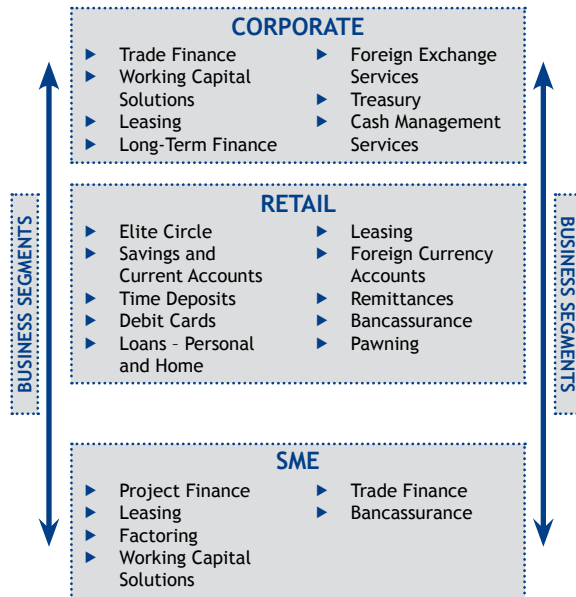 CORPORATE
Trade Finance
Working Capital
Solutions
Leasing
Long-Term Finance
Foreign Exchange
Services
Treasury
Cash Management
Services
BUSINESS SEGMENTS
BUSINESS SEGMENTS
RETAIL
Elite Circle
Savings and
Current Accounts
Time Deposits
Debit Cards
Loans – Personal
and Home
Leasing
Foreign Currency
Accounts
Remittances
Bancassurance
Pawning
SME
Project Finance
Leasing
Factoring
Working Capital
Solutions
Trade Finance
Bancassurance